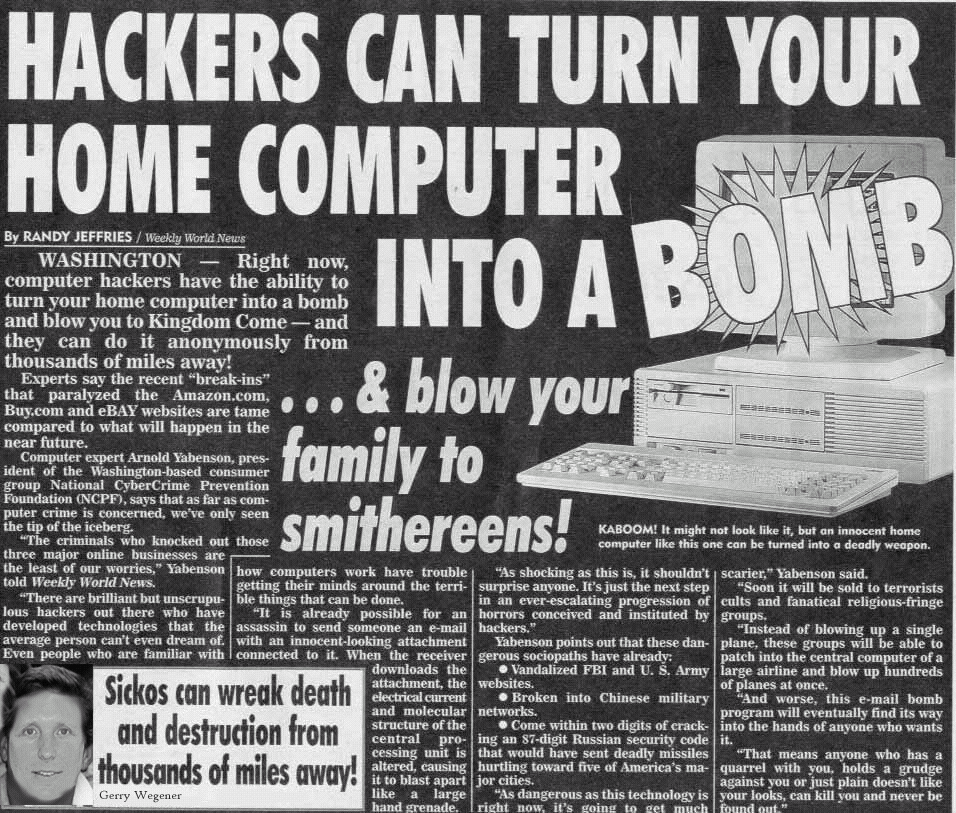 HACKERS CAN TURN YOUR
HOME COMPUTER
INTO A BOMB
. . . & blow your
family to
smithereens!
By RANDY JEFFRIES / Weekly World News
WASHINGTON — Right now,
computer hackers have the ability to
turn your home computer into a bomb
and blow you to Kingdom Come — and
they can do it anonymously from
thousands of miles away!
Experts say the recent “break-ins”
that paralyzed the Amazon.com,
Buy.com and eBAY websites are tame
compared to what will happen in the
near future.
Computer expert Arnold Yabenson, pres-
ident of the Washington-based consumer
group National CyberCrime Prevention
Foundation (NCPF), says that as far as com-
puter crime is concerned, we’ve only seen
the tip of the iceberg.
“The criminals who knocked out those
three major online businesses are
the least of our worries,” Yabenson
told Weekly World News.
“There are brilliant but unscrupu-
lous hackers out there who have
developed technologies that the
average person can’t even dream of.
Even people who are familiar with
how computers work have trouble
getting their minds around the terri-
ble things that can be done.
“It is already possible for an
assassin to send someone an e-mail
with an innocent-looking attachment
connected to it. When the receiver
downloads the
attachment, the
electrical current
and molecular
structure of the
central pro-
cessing unit is
altered, causing
it to blast apart
like a large
hand grenade.
“As shocking as this is, it shouldn’t
surprise anyone. It’s just the next step
in an ever-escalating progression of
horrors conceived and instituted by
hackers.”
Yabenson points out that these dan-
gerous sociopaths have already:
● Vandalized FBI and U. S. Army
websites.
● Broken into Chinese military
networks.
● Come within two digits of crack-
ing an 87-digit Russian security code
that would have sent deadly missiles
hurtling toward five of America’s ma-
jor cities.
“As dangerous as this technology is
right now, it’s going to get much
scarier,” Yabenson said.
“Soon it will be sold to terrorists
cults and fanatical religious-fringe
groups.
“Instead of blowing up a single
plane, these groups will be able to
patch into the central computer of a
large airline and blow up hundreds
of planes at once.
“And worse, this e-mail bomb
program will eventually find its way
into the hands of anyone who wants
it.
“That means anyone who has a
quarrel with you, holds a grudge
against you or just plain doesn’t like
your looks, can kill you and never be
found out.”
KABOOM! It might not look like it, but an innocent home
computer like this one can be turned into a deadly weapon.
Sickos can wreak death
and destruction from
thousands of miles away!
Gerry Wegener